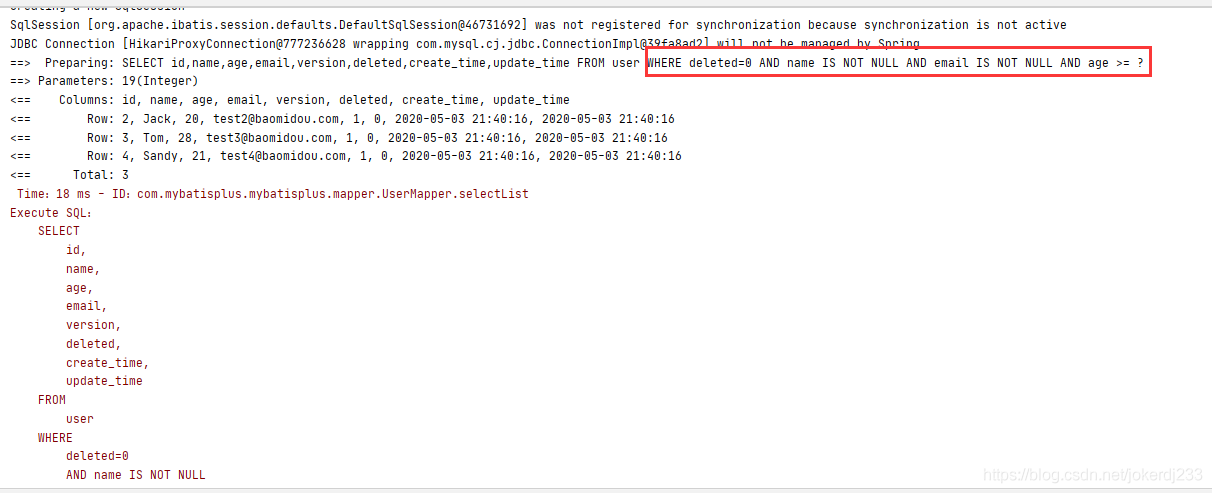 Creating a new SqlSession
SqlSession [org.apache.ibatis.session.defaults.DefaultSqlSession@46731692] was not registered for synchronization because synchronization is not active
JDBC Connection [HikariProxyConnection@777236628 wrapping com.mysql.cj.jdbc.ConnectionImpl@39fa8ad2] will not be managed by Spring
==>  Preparing: SELECT id,name,age,email,version,deleted,create_time,update_time FROM user WHERE deleted=0 AND name IS NOT NULL AND email IS NOT NULL AND age >= ?
==> Parameters: 19(Integer)
<==    Columns: id, name, age, email, version, deleted, create_time, update_time
<==        Row: 2, Jack, 20, test2@baomidou.com, 1, 0, 2020-05-03 21:40:16, 2020-05-03 21:40:16
<==        Row: 3, Tom, 28, test3@baomidou.com, 1, 0, 2020-05-03 21:40:16, 2020-05-03 21:40:16
<==        Row: 4, Sandy, 21, test4@baomidou.com, 1, 0, 2020-05-03 21:40:16, 2020-05-03 21:40:16
<==      Total: 3
 Time：18 ms - ID：com.mybatisplus.mybatisplus.mapper.UserMapper.selectList
Execute SQL：
    SELECT
        id,
        name,
        age,
        email,
        version,
        deleted,
        create_time,
        update_time
    FROM
        user
    WHERE
        deleted=0
        AND name IS NOT NULL
https://blog.csdn.net/jokerdj233